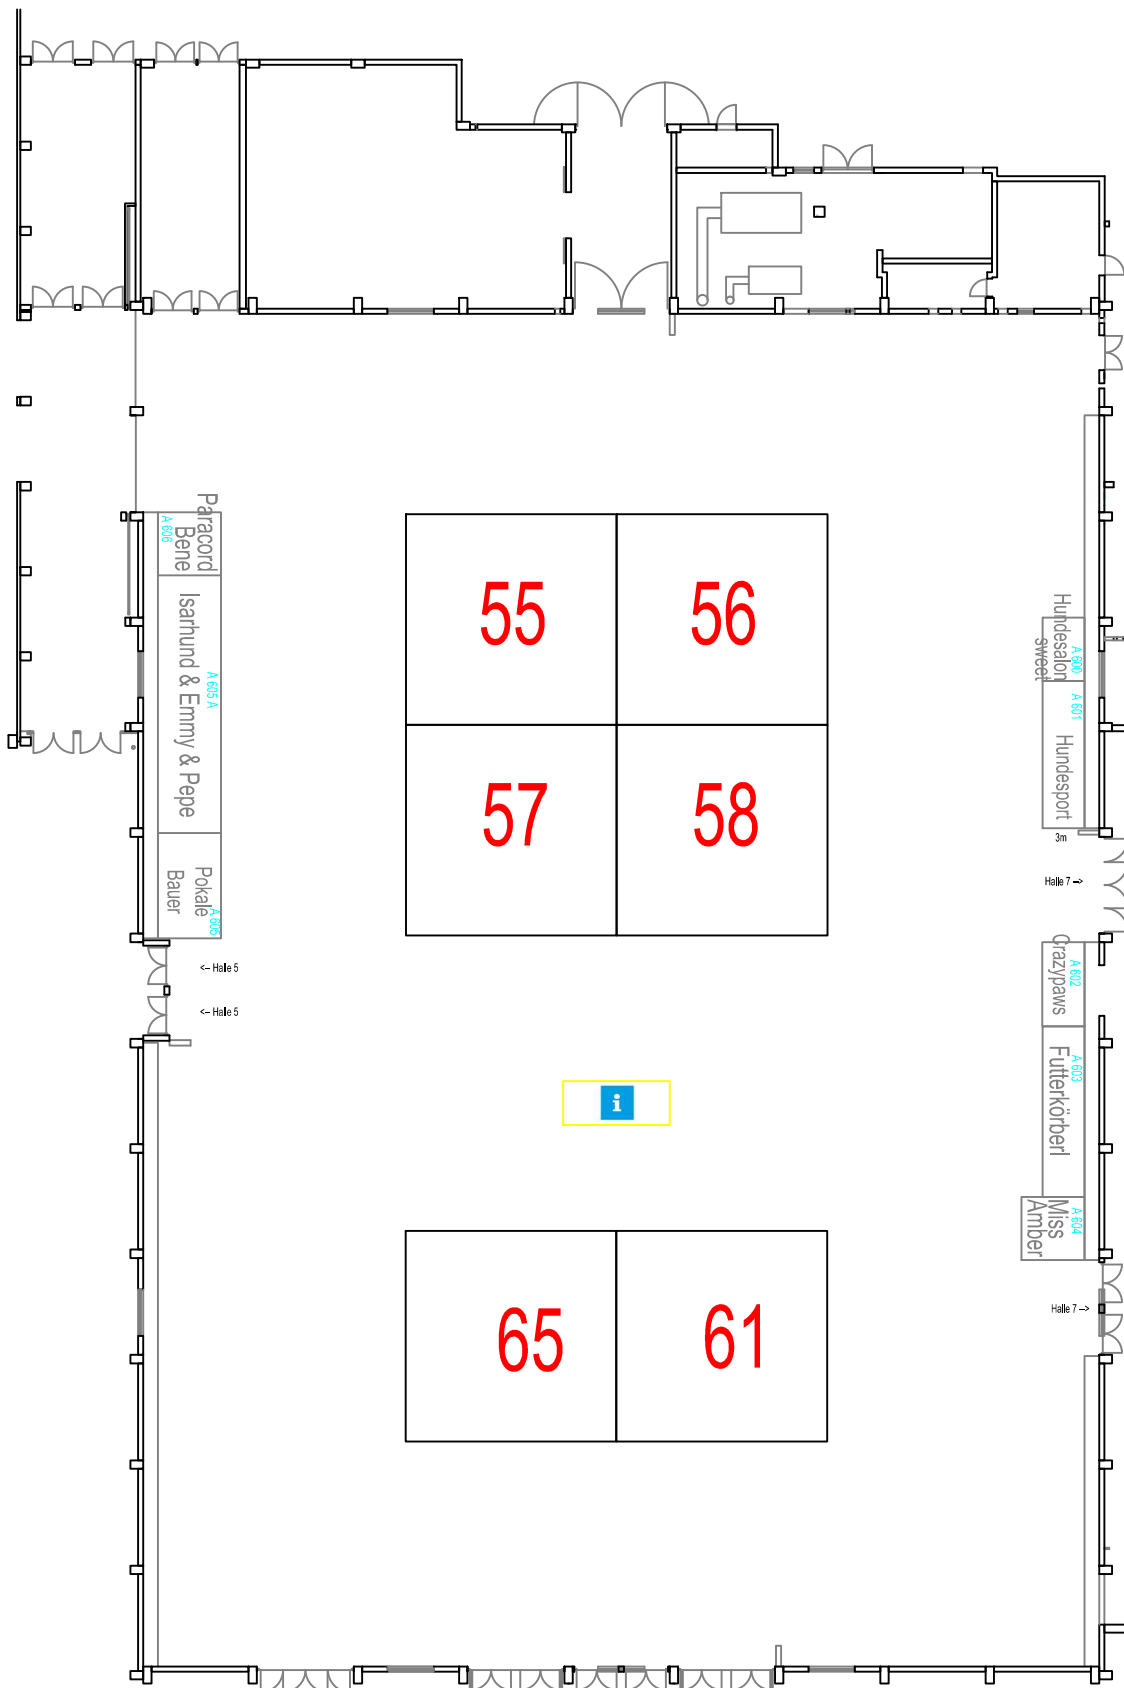 55
56
57
58
65
61
i
Paracord
Bene
A 606
Isarhund & Emmy & Pepe
A 605 A
Pokale
Bauer
A 605
<-- Halle 5
<-- Halle 5
Hundesalon
sweet
A 600
A 601
Hundesport
3m
Halle 7 -->
Crazypaws
A 602
Futterkörberl
A 603
Miss
Amber
A 604
Halle 7 -->